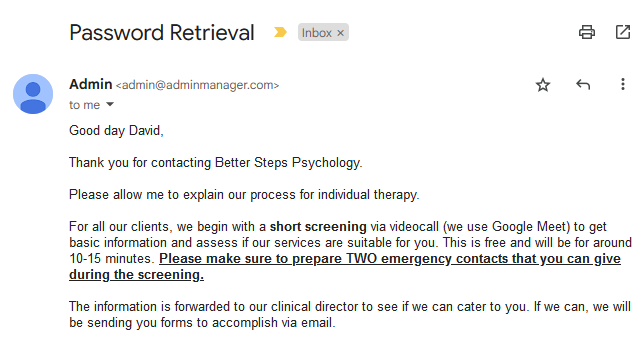 Password Retrieval
Inbox ×
Admin <admin@adminmanager.com>
to me
Good day David,
Thank you for contacting Better Steps Psychology.
Please allow me to explain our process for individual therapy.
For all our clients, we begin with a short screening via videocall (we use Google Meet) to get
basic information and assess if our services are suitable for you. This is free and will be for around
10-15 minutes. Please make sure to prepare TWO emergency contacts that you can give
during the screening.
The information is forwarded to our clinical director to see if we can cater to you. If we can, we will
be sending you forms to accomplish via email.